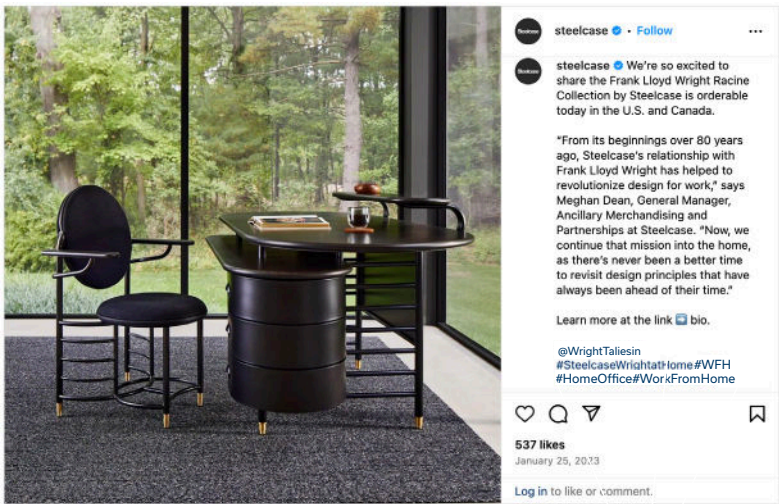 steelcase • Follow
steelcase We're so excited to
share the Frank Lloyd Wright Racine
Collection by Steelcase is orderable
today in the U.S. and Canada.
“From its beginnings over 80 years
ago, Steelcase's relationship with
Frank Lloyd Wright has helped to
revolutionize design for work,” says
Meghan Dean, General Manager,
Ancillary Merchandising and
Partnerships at Steelcase. “Now, we
continue that mission into the home,
as there's never been a better time
to revisit design principles that have
always been ahead of their time.”
Learn more at the link ➡️ bio.
@WrightTaliesin
#SteelcaseWrightatHome#WFH
#HomeOffice#WorkFromHome
537 likes
January 25, 2023
Log in to like or comment.